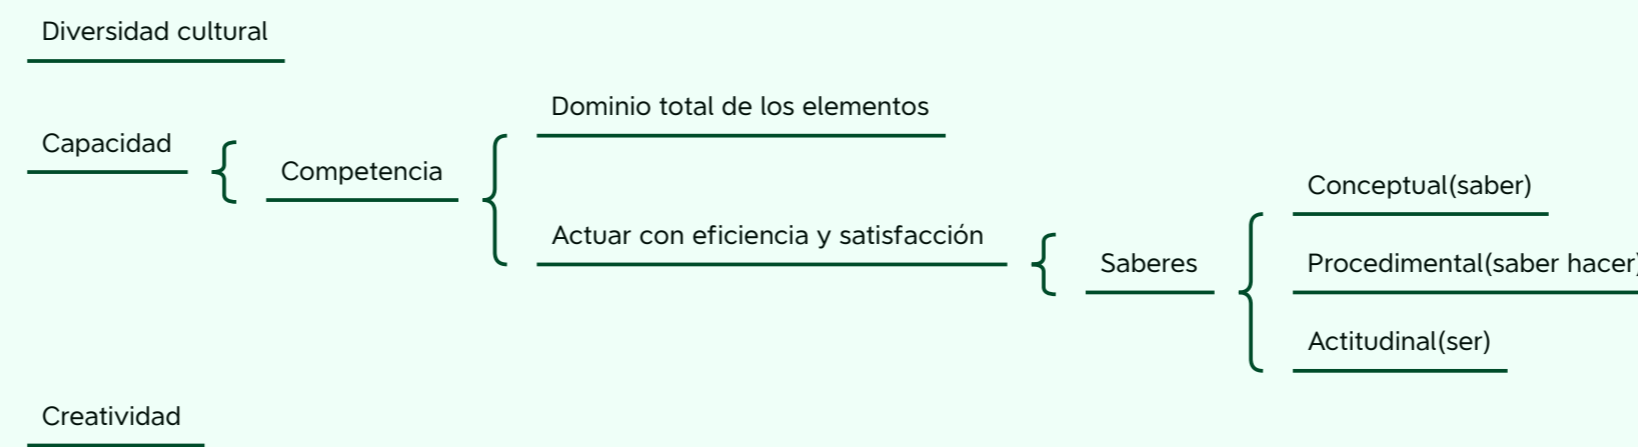 Diversidad cultural
Capacidad
Competencia
Dominio total de los elementos
Actuar con eficiencia y satisfacción
Saberes
Conceptual(saber)
Procedimental(saber hacer)
Actitudinal(ser)
Creatividad